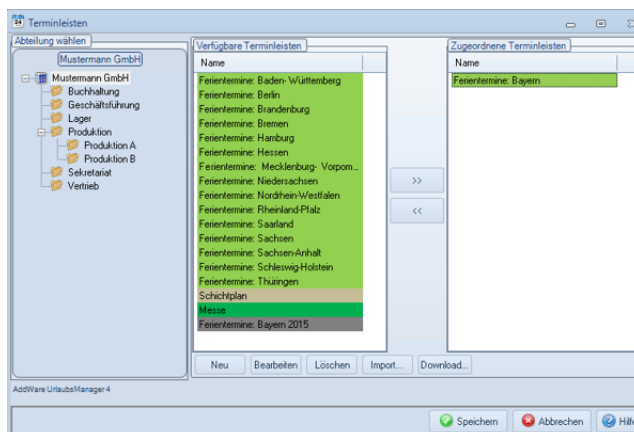 Terminleisten
Abteilung wählen
Mustermann GmbH
Mustermann GmbH
Buchhaltung
Geschäftsführung
Lager
Produktion
Produktion A
Produktion B
Sekretariat
Vertrieb
Verfügbare Terminleisten
Name
Ferientermine: Baden- Württemberg
Ferientermine: Berlin
Ferientermine: Brandenburg
Ferientermine: Bremen
Ferientermine: Hamburg
Ferientermine: Hessen
Ferientermine: Mecklenburg- Vorpom...
Ferientermine: Niedersachsen
Ferientermine: Nordrhein-Westfalen
Ferientermine: Rheinland-Pfalz
Ferientermine: Saarland
Ferientermine: Sachsen
Ferientermine: Sachsen-Anhalt
Ferientermine: Schleswig-Holstein
Ferientermine: Thüringen
Schichtplan
Messe
Ferientermine: Bayern 2015
>>
<<
Zugeordnete Terminleisten
Name
Ferientermine: Bayern
Neu Bearbeiten Löschen Import... Download...
AddWare UrlaubsManager 4
Speichern Abbrechen Hilfe